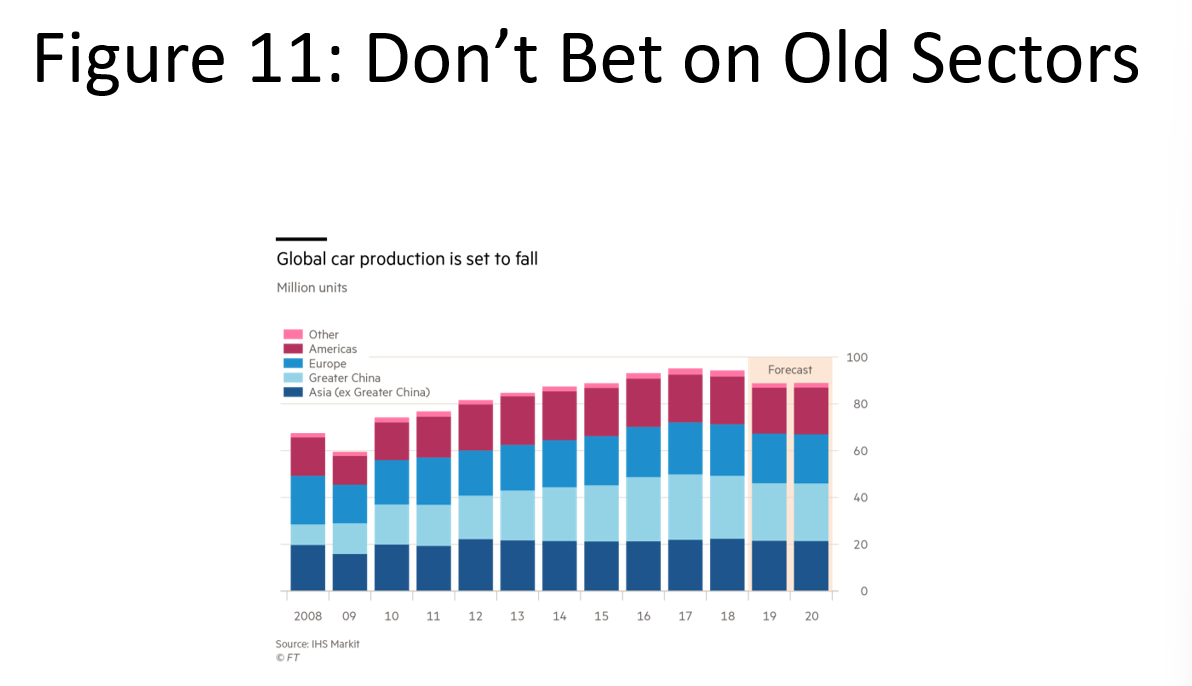 Figure 11: Don’t Bet on Old Sectors
Global car production is set to fall
Million units
Other
Americas
Europe
Greater China
Asia (ex Greater China)
Forecast
100
80
60
40
20
0
2008 09 10 11 12 13 14 15 16 17 18 19 20
Source: IHS Markit
© FT